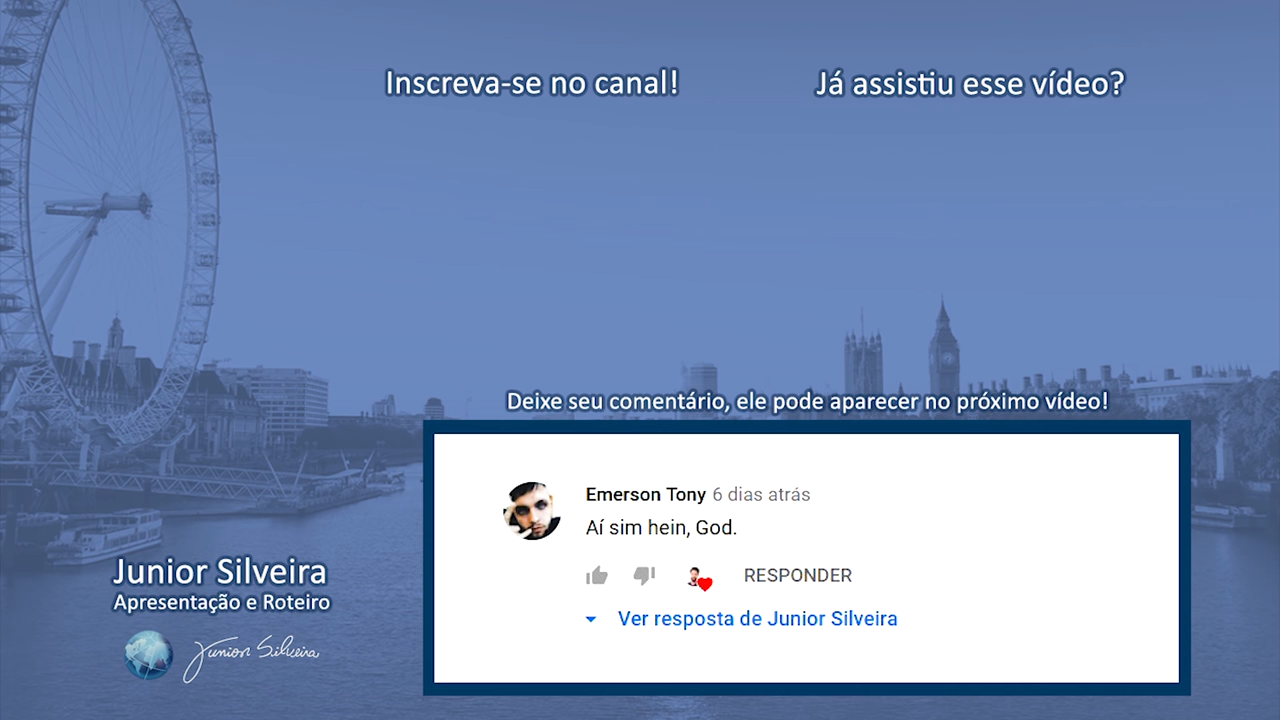 Inscreva-se no canal!
Já assistiu esse vídeo?
Deixe seu comentário, ele pode aparecer no próximo vídeo!
Emerson Tony 6 dias atrás
Aí sim hein, God.
RESPONDER
Ver resposta de Junior Silveira
Junior Silveira
Apresentação e Roteiro
Junior Silveira